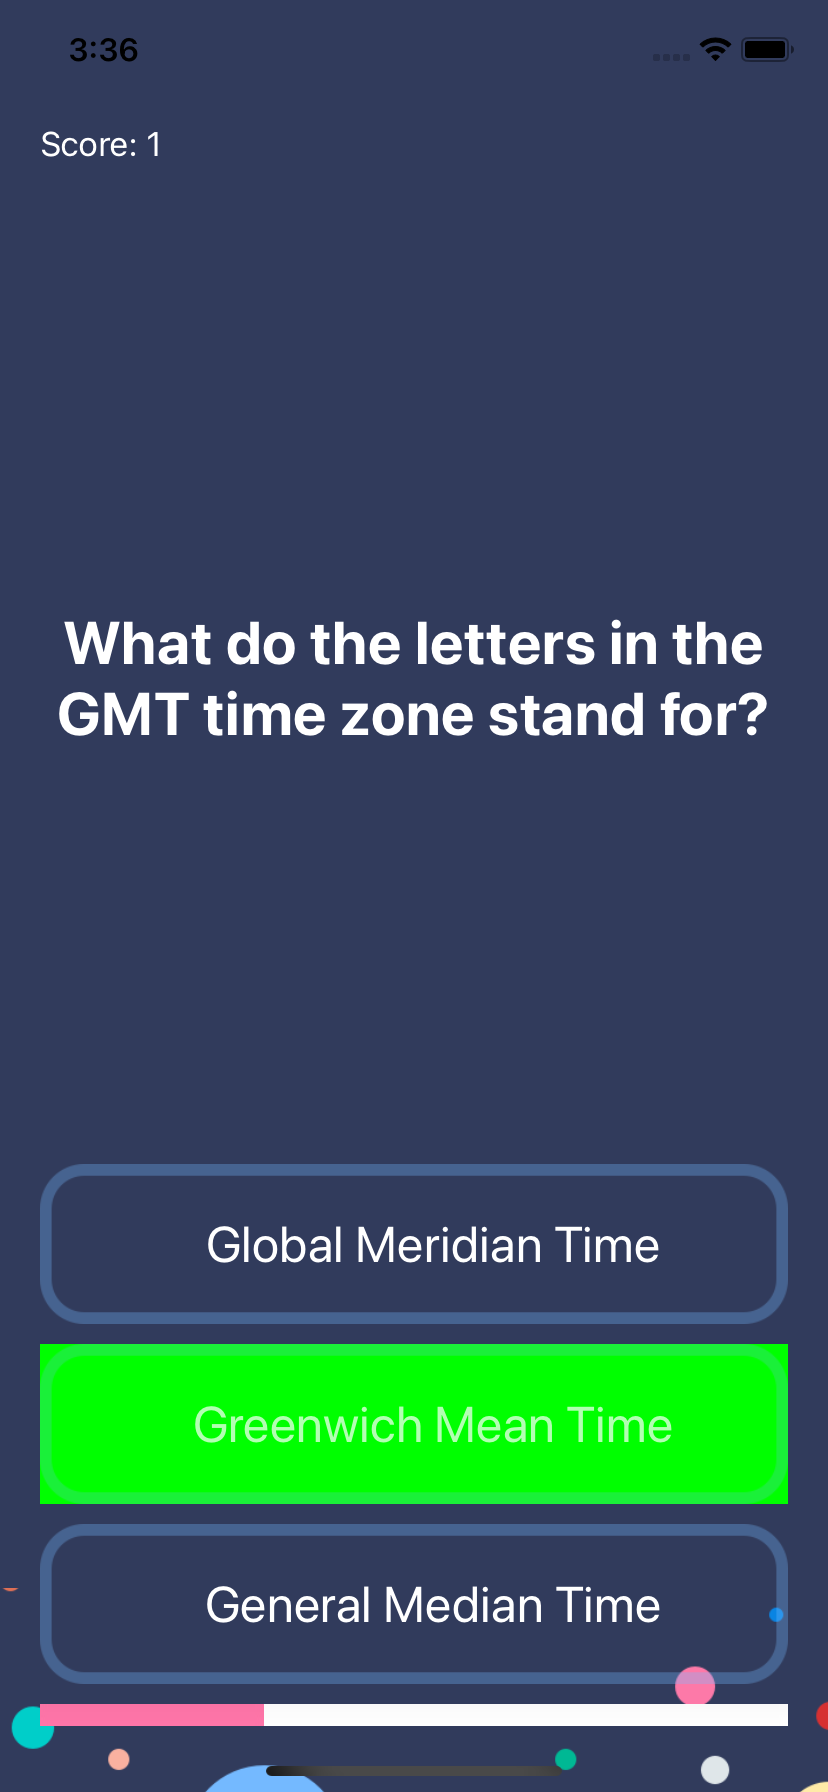 3:36
Score: 1
What do the letters in the
GMT time zone stand for?
Global Meridian Time
Greenwich Mean Time
General Median Time